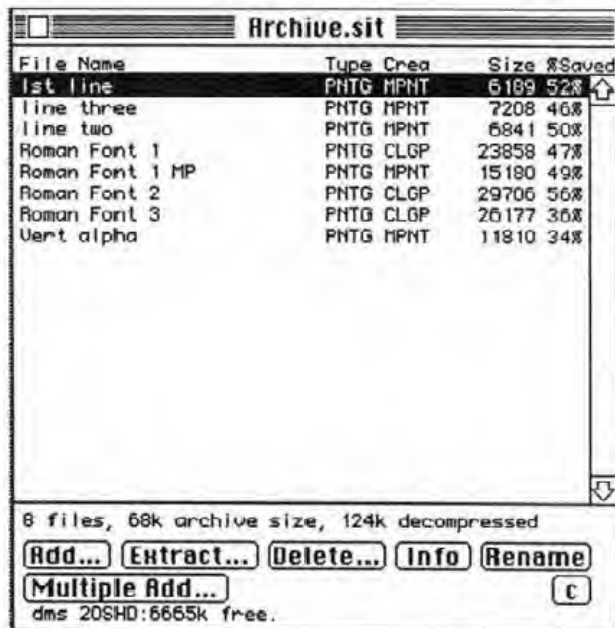 Archive.sit
File Name Type Crea Size %Saved
1st line PNTG MPNT 6189 52%
line three PNTG MPNT 7208 46%
line two PNTG MPNT 6841 50%
Roman Font 1 PNTG CLGP 23858 47%
Roman Font 1 MP PNTG MPNT 15180 49%
Roman Font 2 PNTG CLGP 29706 56%
Roman Font 3 PNTG CLGP 26177 36%
Vert alpha PNTG MPNT 11810 34%
8 files, 68k archive size, 124k decompressed
Add... Extract... Delete... Info Rename
Multiple Add... C
dms 20SHD:6665k free.